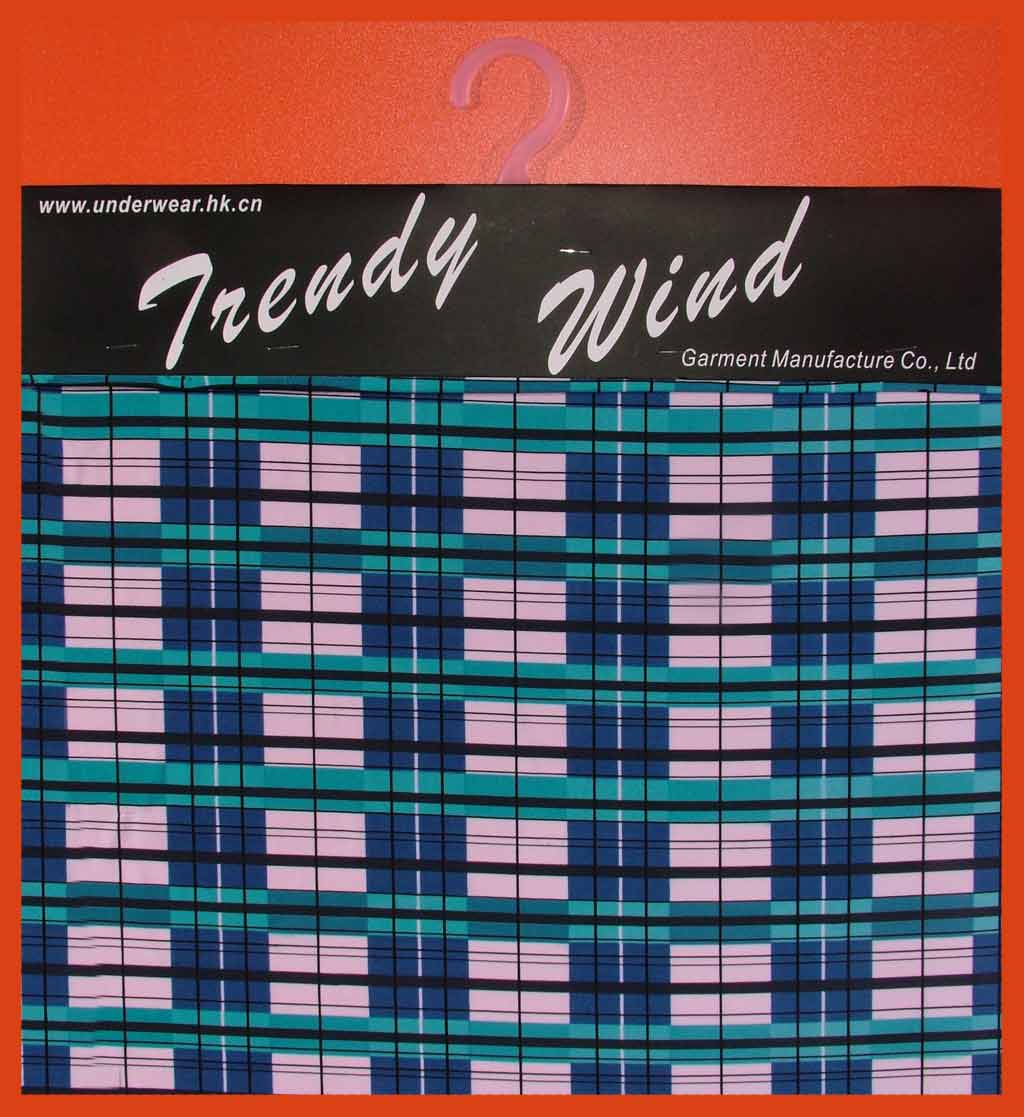 www.underwear.hk.cn
Trendy Wind
Garment Manufacture Co., Ltd